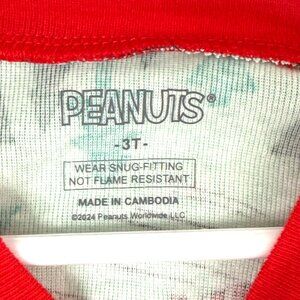 PEANUTS®
-3T-
WEAR SNUG-FITTING
NOT FLAME RESISTANT
MADE IN CAMBODIA
©2024 Peanuts Worldwide LLC